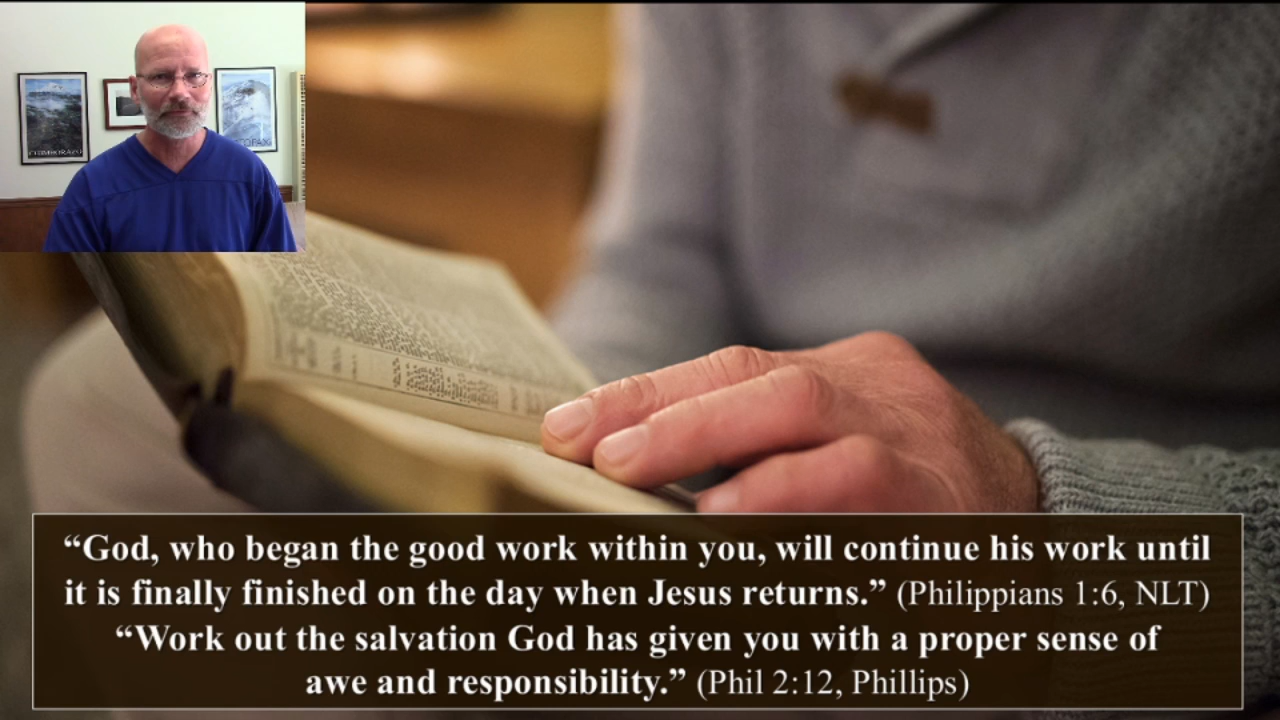 CHIMBORAZO
“God, who began the good work within you, will continue his work until
it is finally finished on the day when Jesus returns.” (Philippians 1:6, NLT)
“Work out the salvation God has given you with a proper sense of
awe and responsibility.” (Phil 2:12, Phillips)